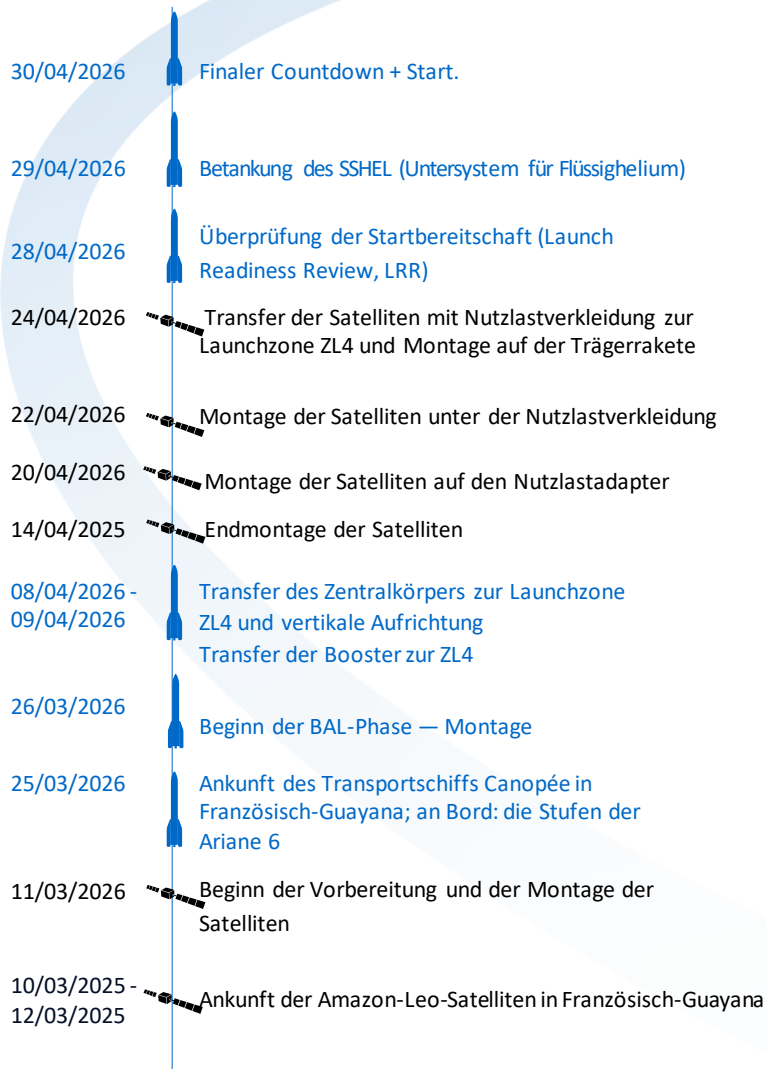 30/04/2026 Finaler Countdown + Start.
29/04/2026 Betankung des SSHEL (Untersystem für Flüssighelium)
28/04/2026 Überprüfung der Startbereitschaft (Launch
Readiness Review, LRR)
24/04/2026 Transfer der Satelliten mit Nutzlastverkleidung zur
Launchzone ZL4 und Montage auf der Trägerrakete
22/04/2026 Montage der Satelliten unter der Nutzlastverkleidung
20/04/2026 Montage der Satelliten auf den Nutzlastadapter
14/04/2025 Endmontage der Satelliten
08/04/2026 - Transfer des Zentralkörpers zur Launchzone
09/04/2026 ZL4 und vertikale Aufrichtung
Transfer der Booster zur ZL4
26/03/2026 Beginn der BAL-Phase — Montage
25/03/2026 Ankunft des Transportschiffs Canopée in
Französisch-Guayana; an Bord: die Stufen der
Ariane 6
11/03/2026 Beginn der Vorbereitung und der Montage der
Satelliten
10/03/2025 - Ankunft der Amazon-Leo-Satelliten in Französisch-Guayana
12/03/2025